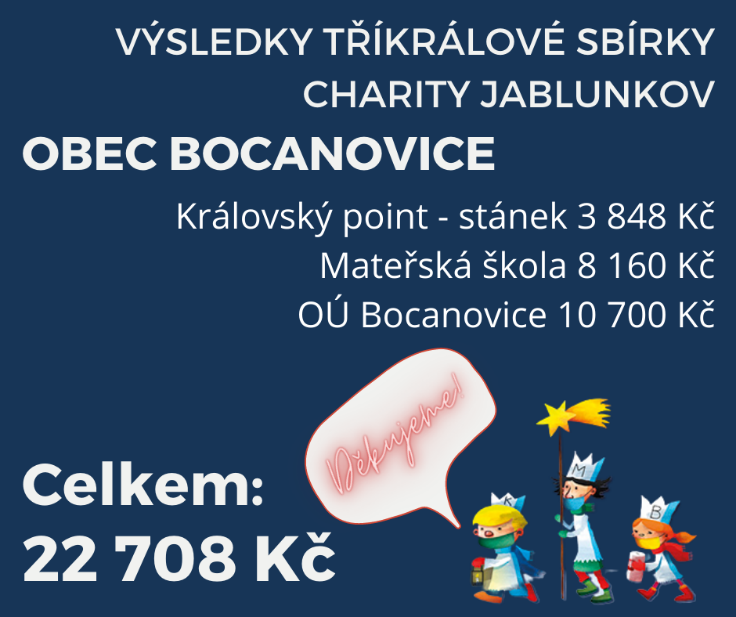 VÝSLEDKY TŘÍKRÁLOVÉ SBÍRKY
CHARITY JABLUNKOV
OBEC BOCANOVICE
Královský point - stánek 3 848 Kč
Mateřská škola 8 160 Kč
OÚ Bocanovice 10 700 Kč
Děkujeme!
Celkem:
22 708 Kč
K
M
B